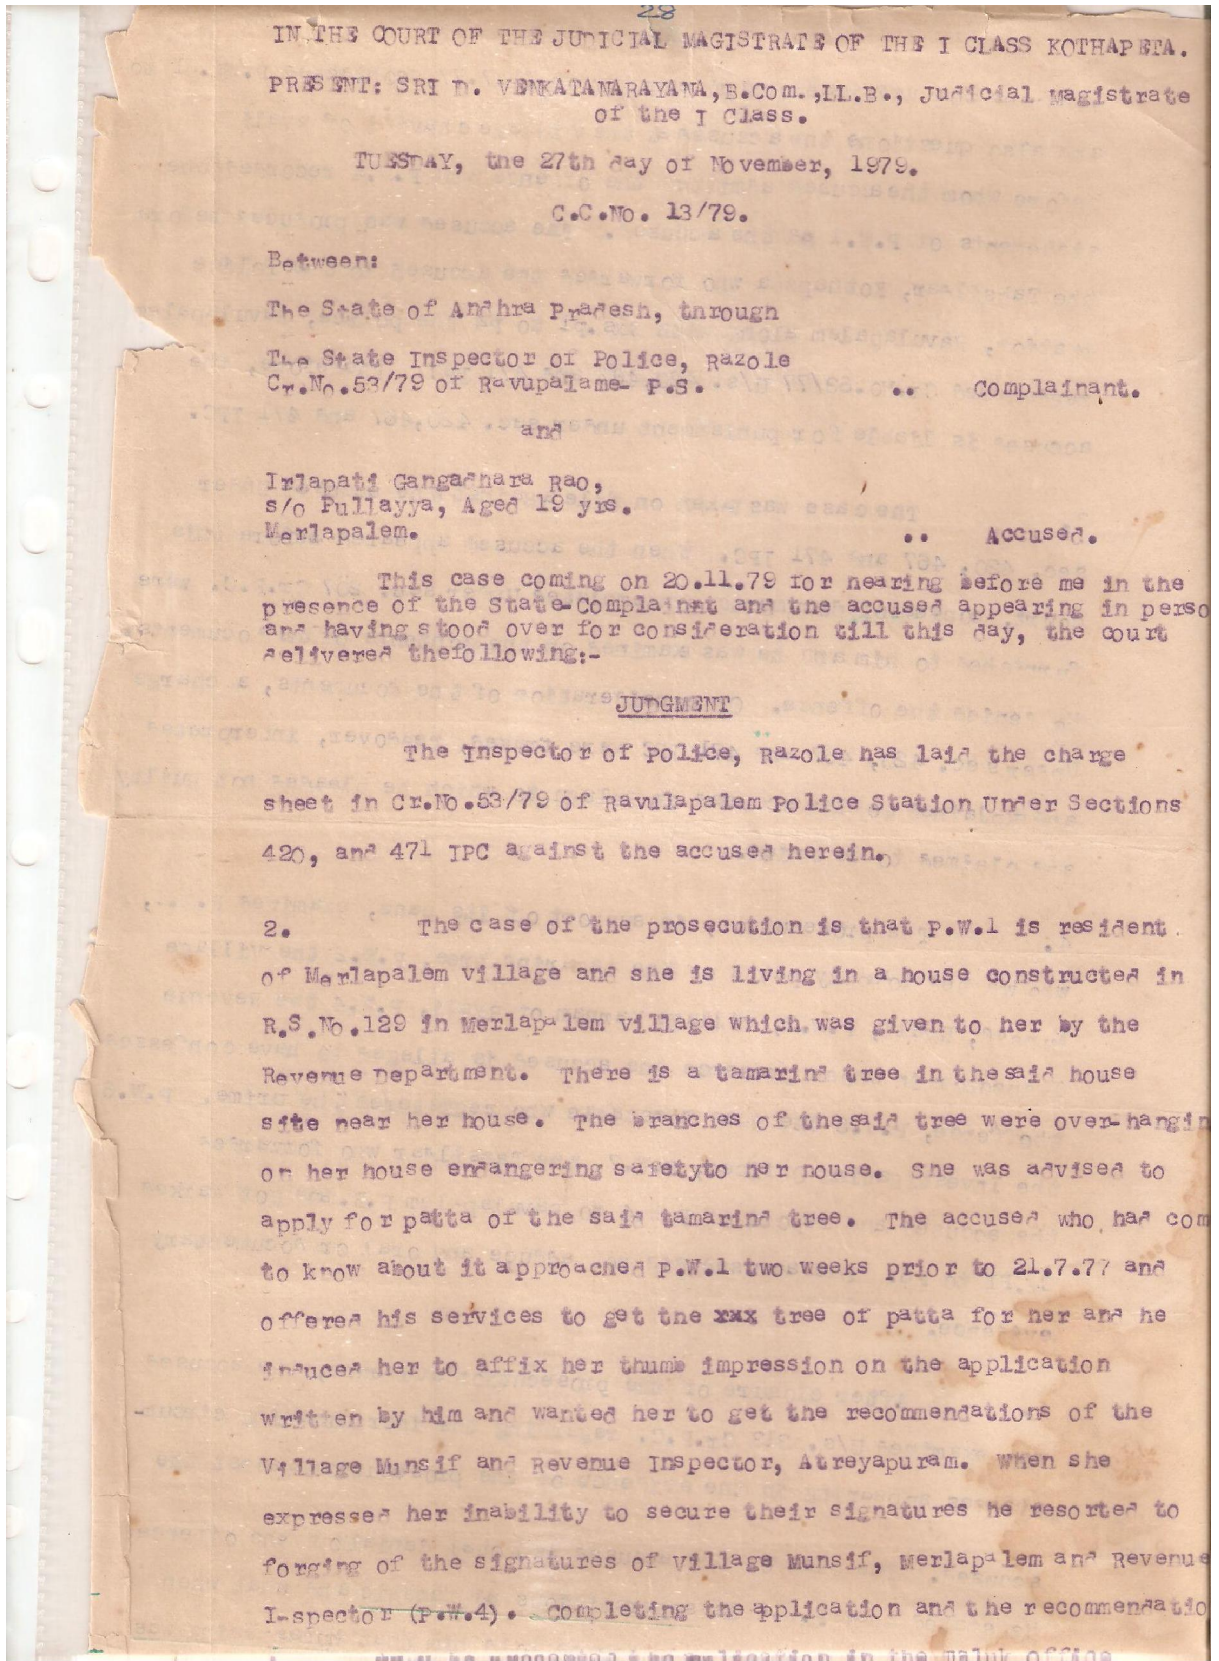 28
IN THE COURT OF THE JUDICIAL MAGISTRATE OF THE I CLASS KOTHAPETA.
PRESENT: SRI D. VENKATANARAYANA,B.Com.,LL.B., Judicial Magistrate
of the I Class.
TUESDAY, the 27th day of November, 1979.
C.C.No. 13/79.
Between:
The State of Andhra Pradesh, through
The State Inspector of Police, Razole
Cr.No.53/79 of Ravupalame- P.S. .. Complainant.
and
Irlapati Gangadhara Rao,
s/o Pullayya, Aged 19 yrs.
Merlapalem. .. Accused.
This case coming on 20.11.79 for hearing before me in the
presence of the State-Complainat and the accused appearing in perso
and having stood over for consideration till this day, the court
delivered thefollowing:-
JUDGMENT
The Inspector of Police, Razole has laid the charge
sheet in Cr.No.53/79 of Ravulapalem Police Station Under Sections
420, and 471 IPC against the accused herein.
2. The case of the prosecution is that P.W.1 is resident
of Merlapalem village and she is living in a house constructed in
R.S.No.129 in Merlapalem village which was given to her by the
Revenue Department. There is a tamarind tree in the said house
site near her house. The branches of the said tree were over-hangin
on her house endangering safetyto her house. She was advised to
apply for patta of the said tamarind tree. The accused who had com
to know about it approached P.W.1 two weeks prior to 21.7.77 and
offered his services to get the xxx tree of patta for her and he
induced her to affix her thumb impression on the application
written by him and wanted her to get the recommendations of the
Village Munsif and Revenue Inspector, Atreyapuram. When she
expressed her inability to secure their signatures he resorted to
forging of the signatures of Village Munsif, Merlapalem and Revenue
I-spector (P.W.4). Completing the application and the recommendatio